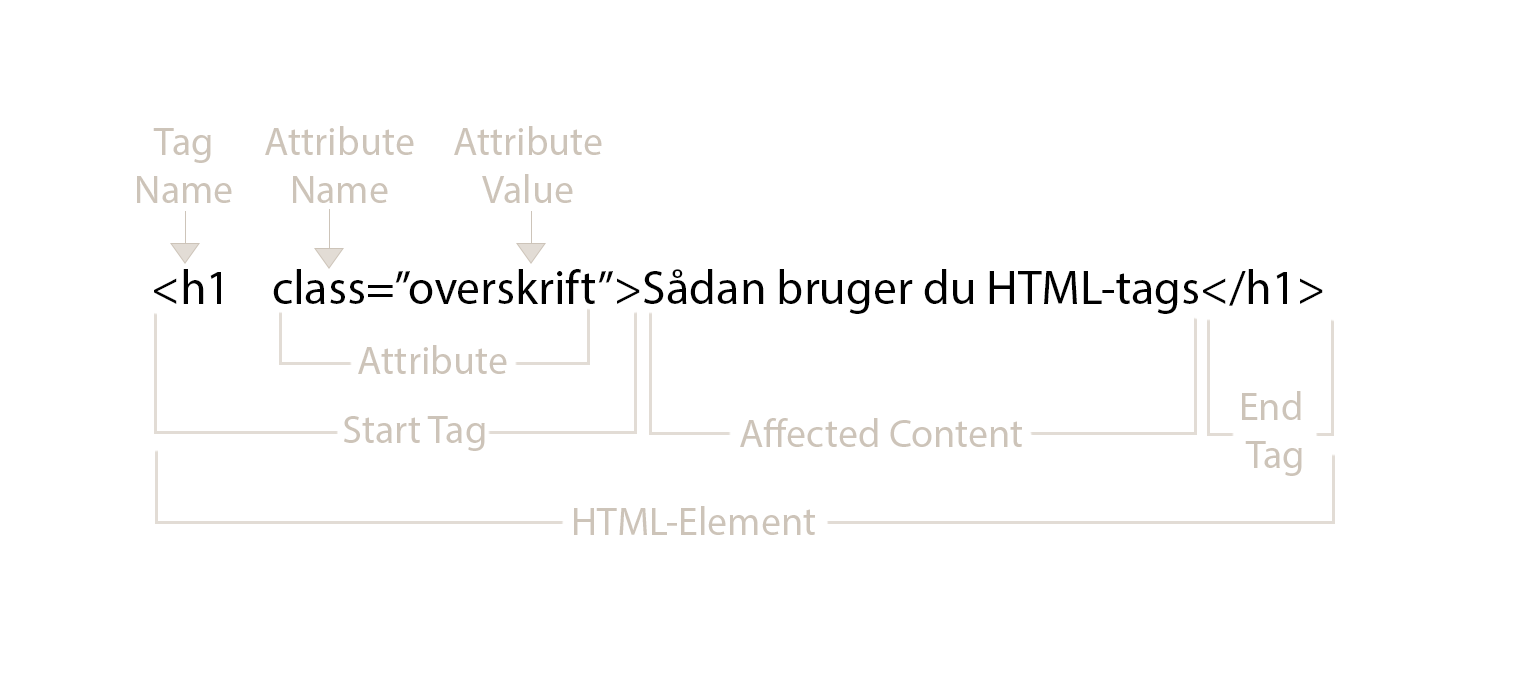 Tag Attribute Attribute
Name Name Value
<h1 class=”overskrift”>Sådan bruger du HTML-tags</h1>
Attribute
Start Tag Affected Content End
Tag
HTML-Element